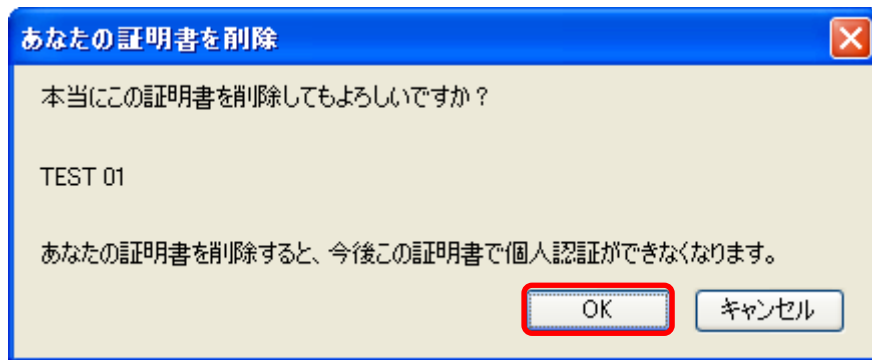 あなたの証明書を削除
本当にこの証明書を削除してもよろしいですか？
TEST 01
あなたの証明書を削除すると、今後この証明書で個人認証ができなくなります。
OK キャンセル